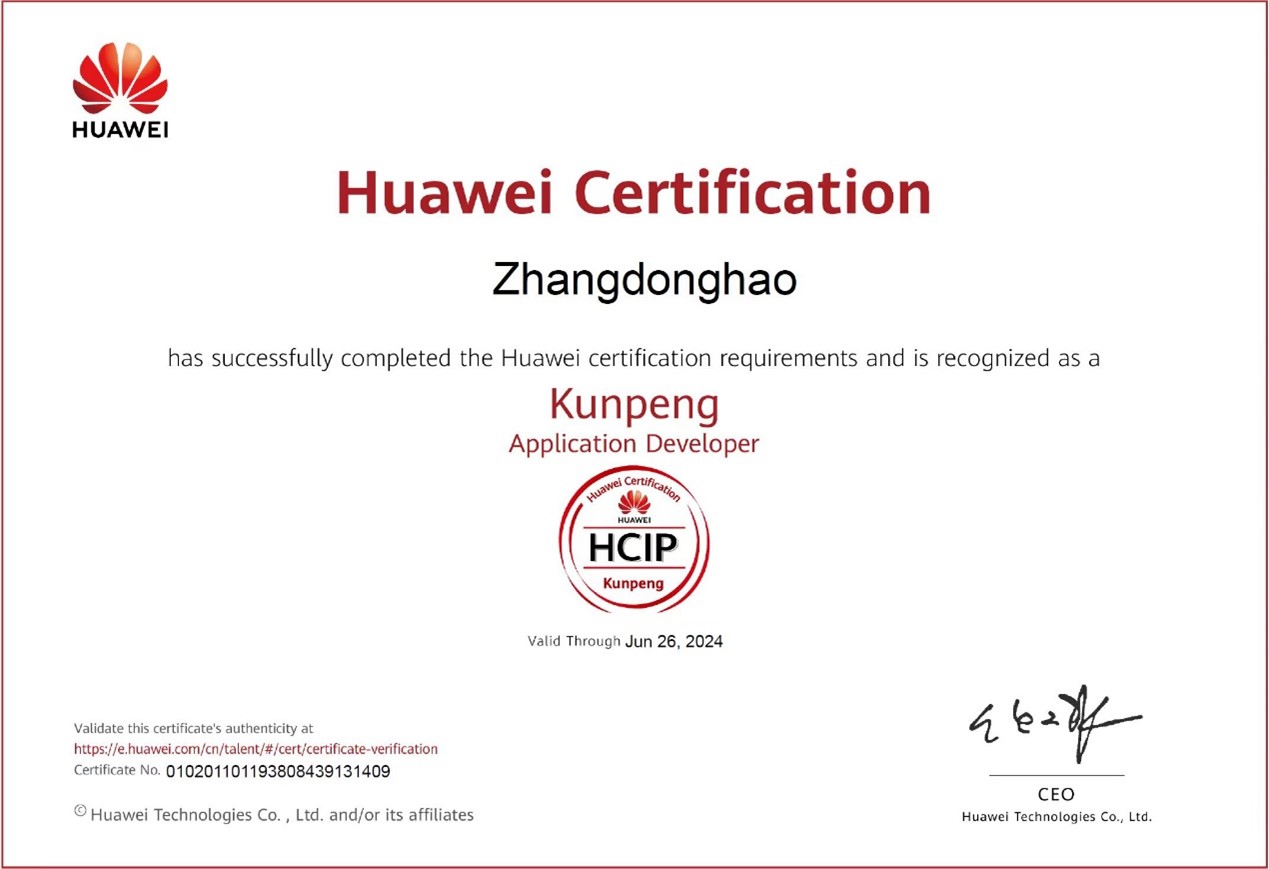 HUAWEI
Huawei Certification
Zhangdonghao
has successfully completed the Huawei certification requirements and is recognized as a
Kunpeng
Application Developer
Huawei Certification
HUAWEI
HCIP
Kunpeng
Valid Through Jun 26, 2024
Validate this certificate's authenticity at
https://e.huawei.com/cn/talent/#/cert/certificate-verification
Certificate No. 010201101193808439131409
© Huawei Technologies Co. , Ltd. and/or its affiliates
CEO
Huawei Technologies Co., Ltd.